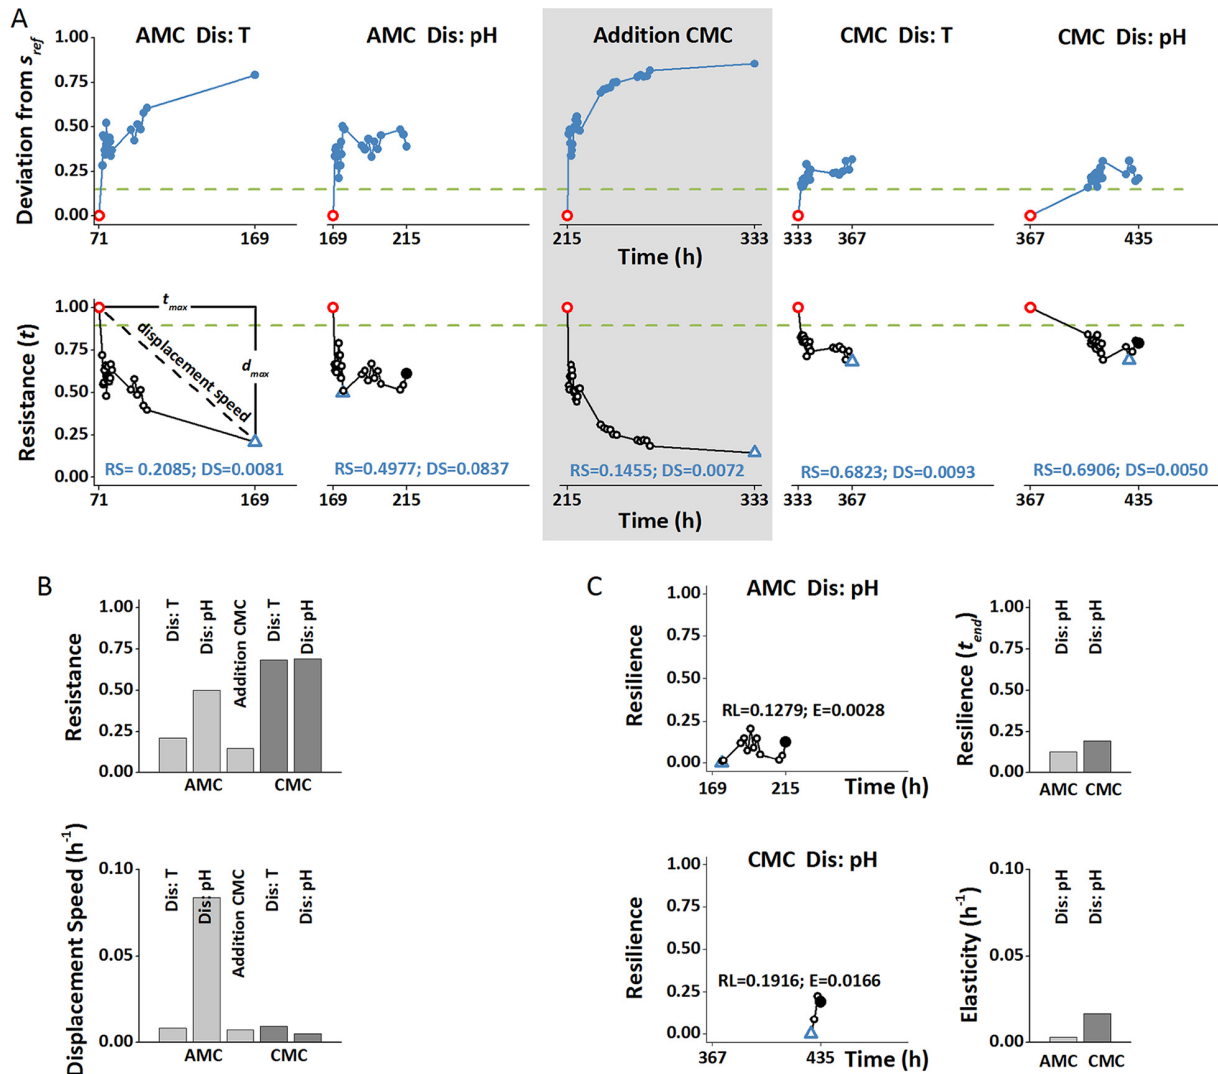 A
AMC Dis: T
AMC Dis: pH
Addition CMC
CMC Dis: T
CMC Dis: pH
Deviation from s_ref
1.00
0.75
0.50
0.25
0.00
71
169
169
215
215
333
Time (h)
333
367
367
435
Resistance (t)
1.00
0.75
0.50
0.25
0.00
t_max
displacement speed
d_max
RS= 0.2085; DS=0.0081
RS=0.4977; DS=0.0837
RS=0.1455; DS=0.0072
RS=0.6823; DS=0.0093
RS=0.6906; DS=0.0050
71
169
169
215
215
333
Time (h)
333
367
367
435
B
Resistance
1.00
0.75
0.50
0.25
0.00
Dis: T
Dis: pH
Addition CMC
Dis: T
Dis: pH
AMC
CMC
Displacement Speed (h⁻¹)
0.10
0.05
0.00
Dis: T
Dis: pH
Addition CMC
Dis: T
Dis: pH
AMC
CMC
C
AMC Dis: pH
Resilience
1.00
0.75
0.50
0.25
0.00
RL=0.1279; E=0.0028
169
215
Time (h)
Resilience (t_end)
1.00
0.75
0.50
0.25
0.00
Dis: pH
Dis: pH
AMC CMC
CMC Dis: pH
Resilience
1.00
0.75
0.50
0.25
0.00
RL=0.1916; E=0.0166
367
435
Time (h)
Elasticity (h⁻¹)
0.10
0.05
0.00
Dis: pH
Dis: pH
AMC CMC